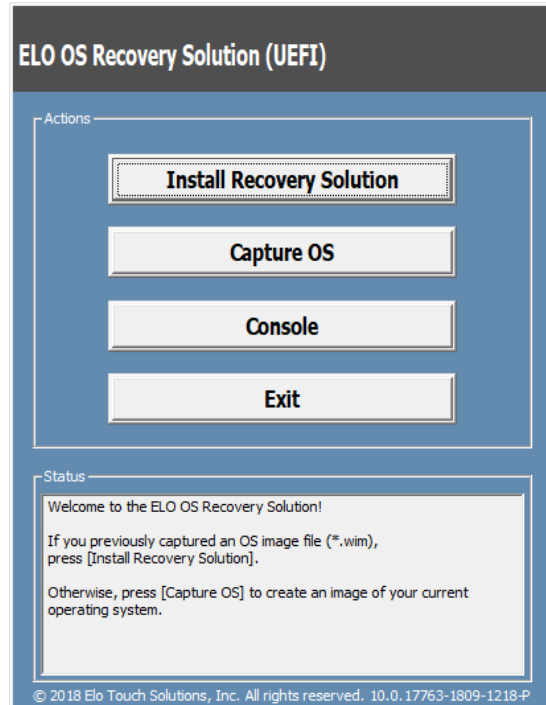 ELO OS Recovery Solution (UEFI)
Actions
Install Recovery Solution
Capture OS
Console
Exit
Status
Welcome to the ELO OS Recovery Solution!
If you previously captured an OS image file (*.wim),
press [Install Recovery Solution].
Otherwise, press [Capture OS] to create an image of your current
operating system.
© 2018 Elo Touch Solutions, Inc. All rights reserved. 10.0.17763-1809-1218-P